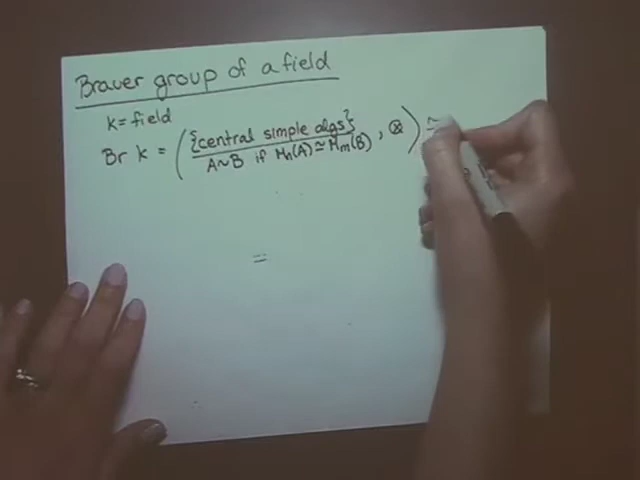 Brauer group of a field
k = field
Br k = ( {central simple algs} / A~B if Mn(A) ≃ Mm(B) , ⊗ ) ≃
=